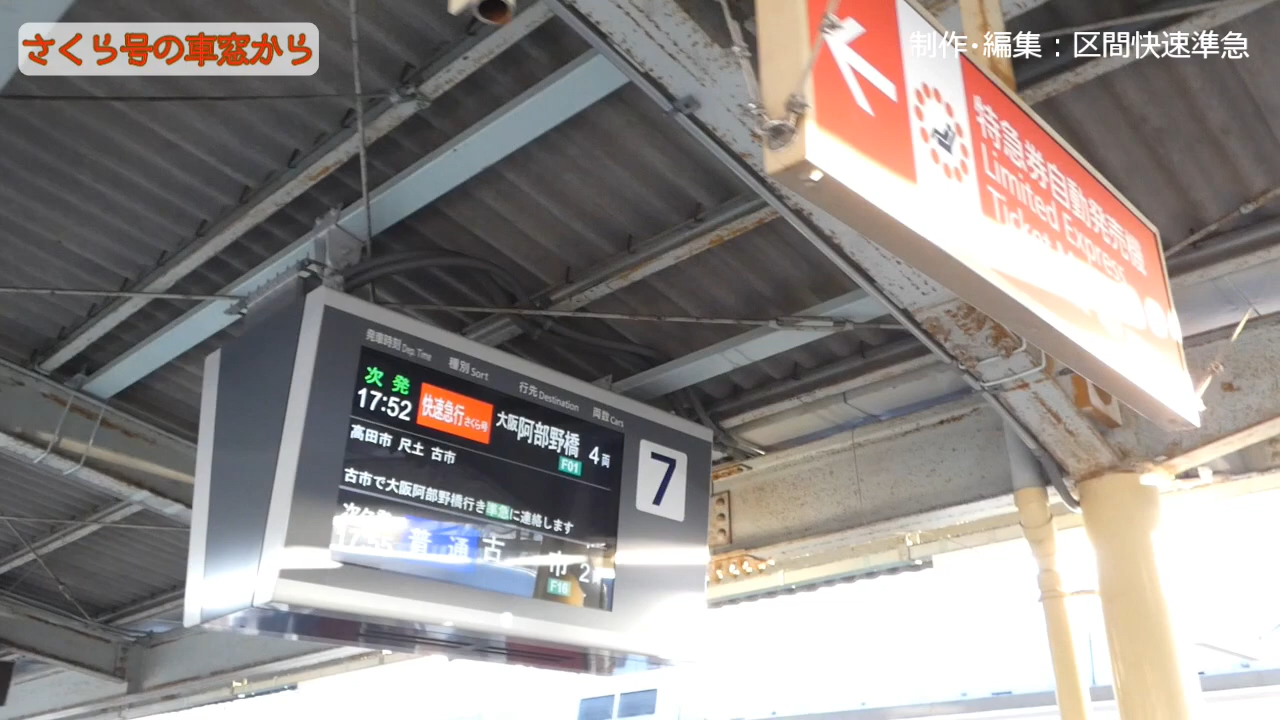 さくら号の車窓から
制作・編集：区間快速準急
特急券自動発売機
Limited Express
発車時刻 Dep. Time 種別 Sort 行先 Destination 両数 Cars
次発
17:52 快速急行 さくら号 大阪阿部野橋 4両
F01
高田市 尺土 古市
古市で大阪阿部野橋行き準急に連絡します
普通 古市 2
F16
7